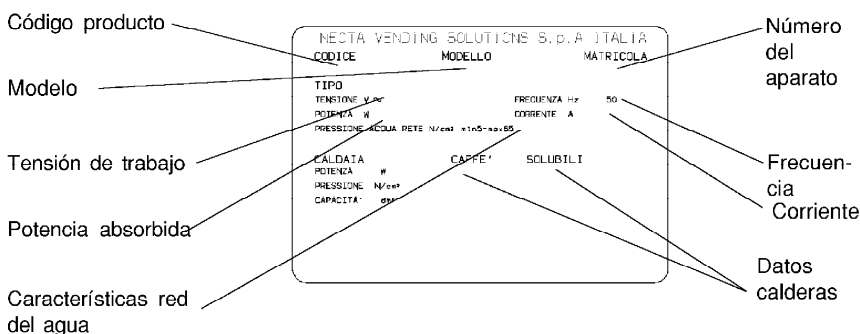 Código producto
Modelo
Tensión de trabajo
Potencia absorbida
Características red
del agua
NECTA VENDING SOLUTIONS S.p.A ITALIA
CODICE MODELLO MATRICOLA
TIPO
TENSIONE V FRECUENZA Hz 50
POTENZA W CORRENTE A
PRESSIONE ACQUA RETE N/cm² min5-max85
CALDAIA CAFFE' SOLUBILI
POTENZA W
PRESSIONE N/cm²
CAPACITA'
Número
del
aparato
Frecuen-
cia
Corriente
Datos
calderas